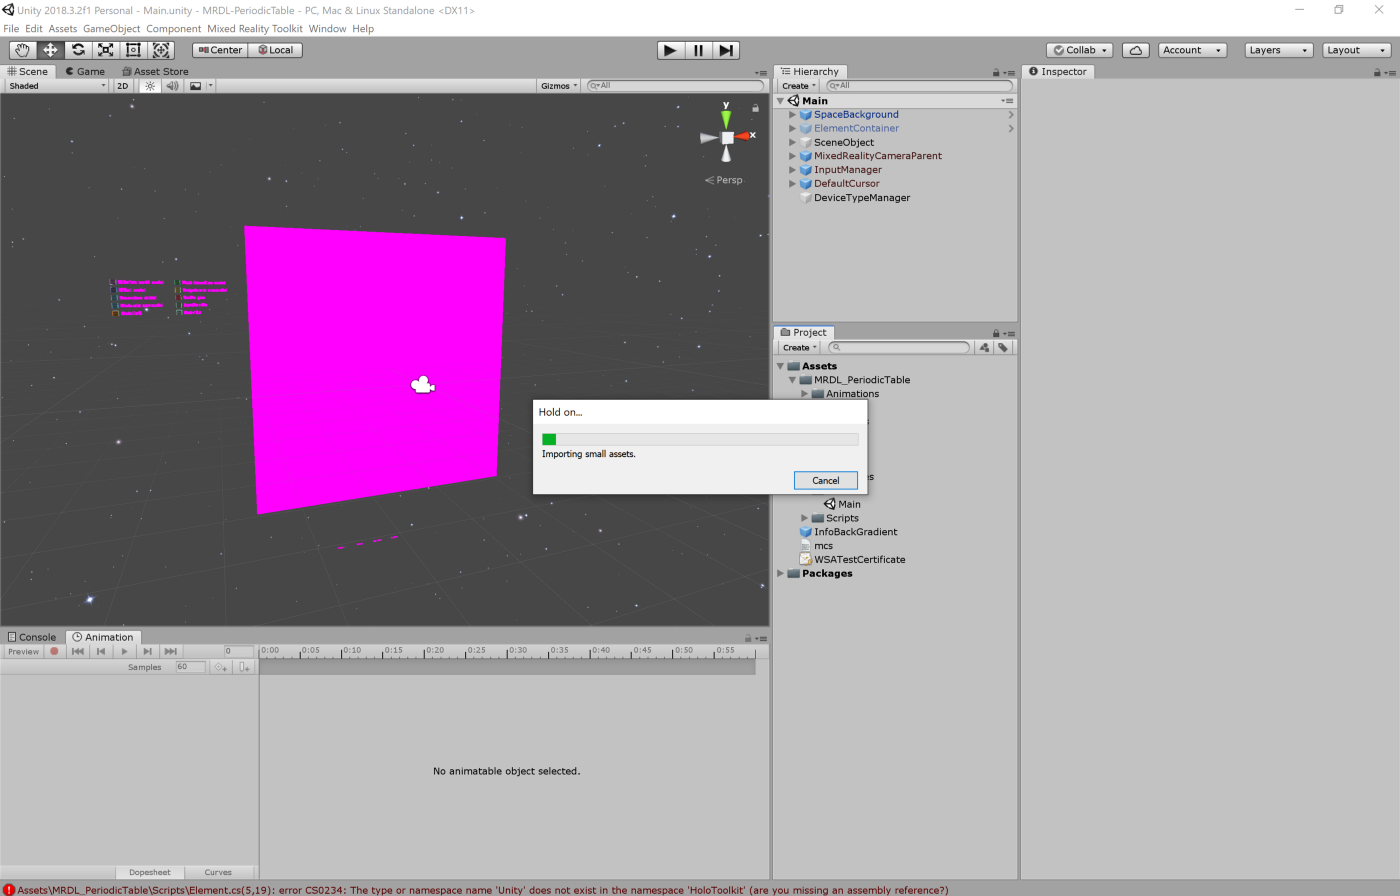 Unity 2018.3.2f1 Personal - Main.unity - MRDL-PeriodicTable - PC, Mac & Linux Standalone <DX11>
File Edit Assets GameObject Component Mixed Reality Toolkit Window Help
Center Local Collab Account Layers Layout
Scene Game Asset Store
Shaded 2D Gizmos All
y
x
Persp
Hierarchy
Create All
Main
SpaceBackground
ElementContainer
SceneObject
MixedRealityCameraParent
InputManager
DefaultCursor
DeviceTypeManager
Inspector
Project
Create
Assets
MRDL_PeriodicTable
Animations
Main
Scripts
InfoBackGradient
mcs
WSATestCertificate
Packages
Hold on...
Importing small assets.
Cancel
Console Animation
Preview 0 0:00 0:05 0:10 0:15 0:20 0:25 0:30 0:35 0:40 0:45 0:50 0:55
Samples 60
No animatable object selected.
Dopesheet Curves
Assets\MRDL_PeriodicTable\Scripts\Element.cs(5,19): error CS0234: The type or namespace name 'Unity' does not exist in the namespace 'HoloToolkit' (are you missing an assembly reference?)